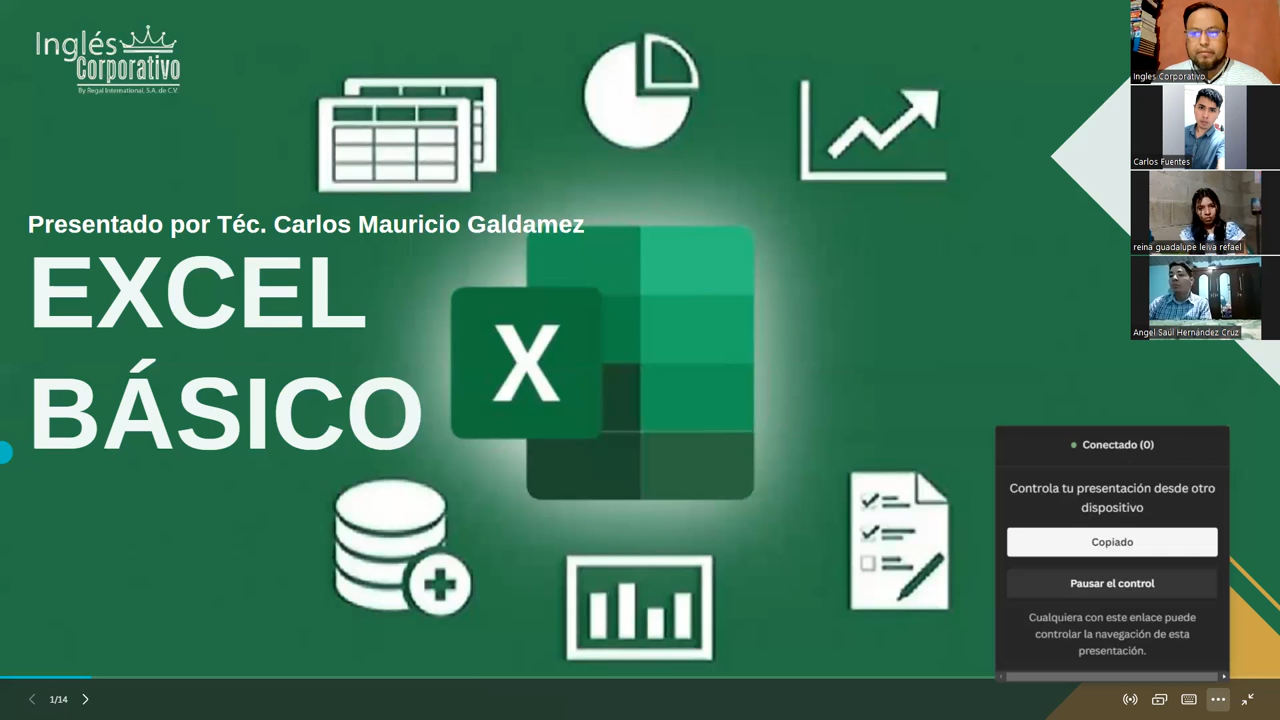 Inglés
Corporativo
By Regal International, S.A. de C.V.
Presentado por Téc. Carlos Mauricio Galdamez
EXCEL
BÁSICO
X
Ingles Corporativo
Carlos Fuentes
reina guadalupe leiva refael
Angel Saúl Hernández Cruz
Conectado (0)
Controla tu presentación desde otro
dispositivo
Copiado
Pausar el control
Cualquiera con este enlace puede
controlar la navegación de esta
presentación.
1/14